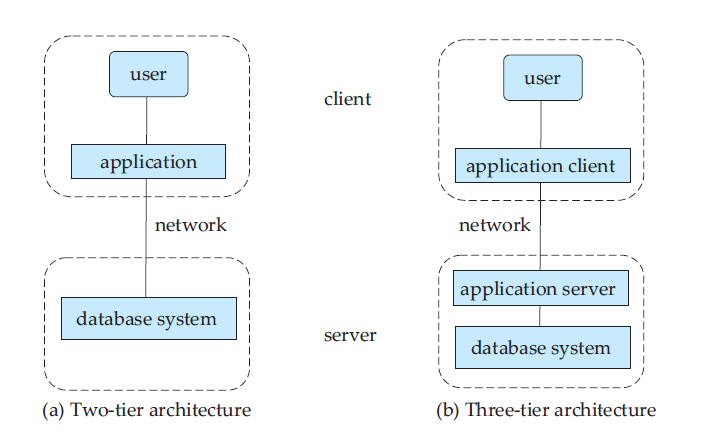 user
application
network
database system
(a) Two-tier architecture
client
server
user
application client
network
application server
database system
(b) Three-tier architecture